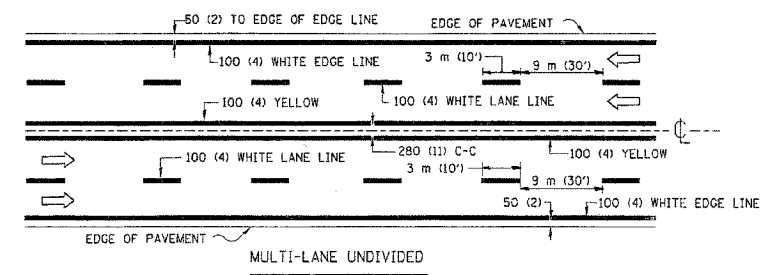 50 (2) TO EDGE OF EDGE LINE
EDGE OF PAVEMENT
100 (4) WHITE EDGE LINE
3 m (10')
9 m (30')
100 (4) YELLOW
100 (4) WHITE LANE LINE
℄
100 (4) WHITE LANE LINE
280 (11) C-C
100 (4) YELLOW
3 m (10')
9 m (30')
50 (2)
100 (4) WHITE EDGE LINE
EDGE OF PAVEMENT
MULTI-LANE UNDIVIDED